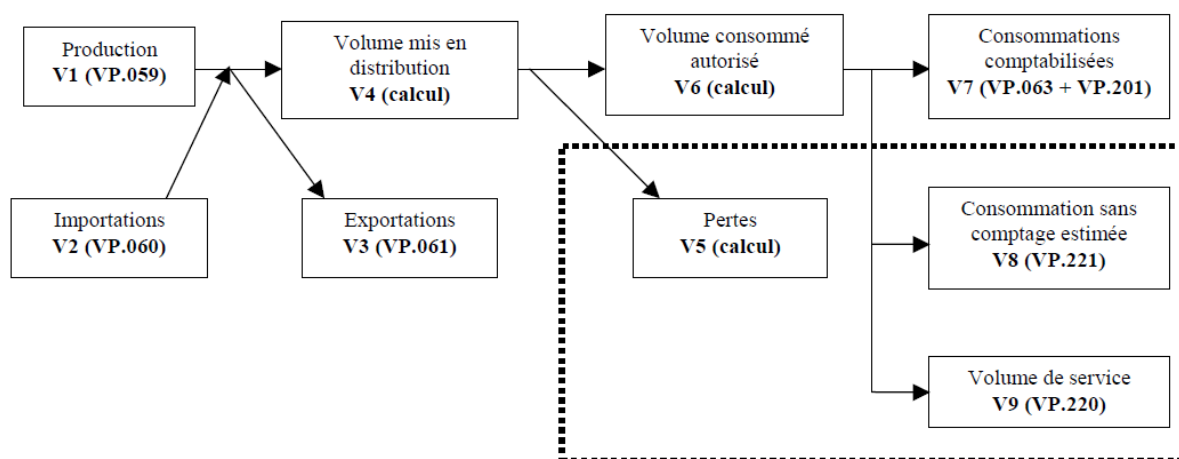 Production
V1 (VP.059)
Volume mis en
distribution
V4 (calcul)
Volume consommé
autorisé
V6 (calcul)
Consommations
comptabilisées
V7 (VP.063 + VP.201)
Importations
V2 (VP.060)
Exportations
V3 (VP.061)
Pertes
V5 (calcul)
Consommation sans
comptage estimée
V8 (VP.221)
Volume de service
V9 (VP.220)